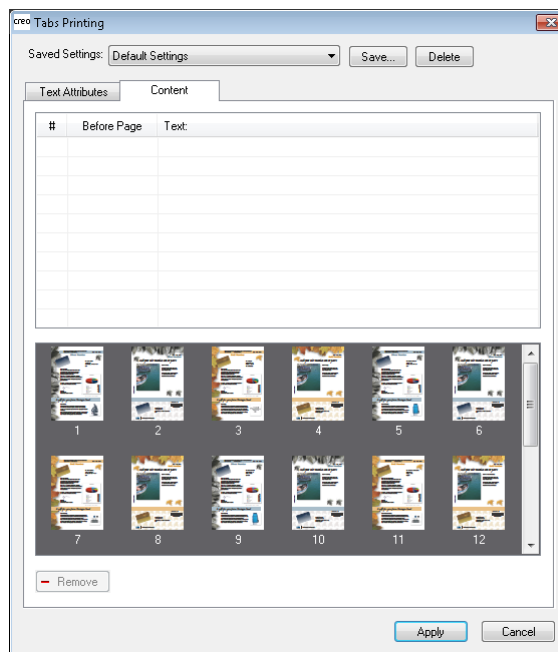 creo Tabs Printing
Saved Settings: Default Settings Save... Delete
Text Attributes Content
# Before Page Text:
1 2 3 4 5 6
7 8 9 10 11 12
Remove
Apply Cancel